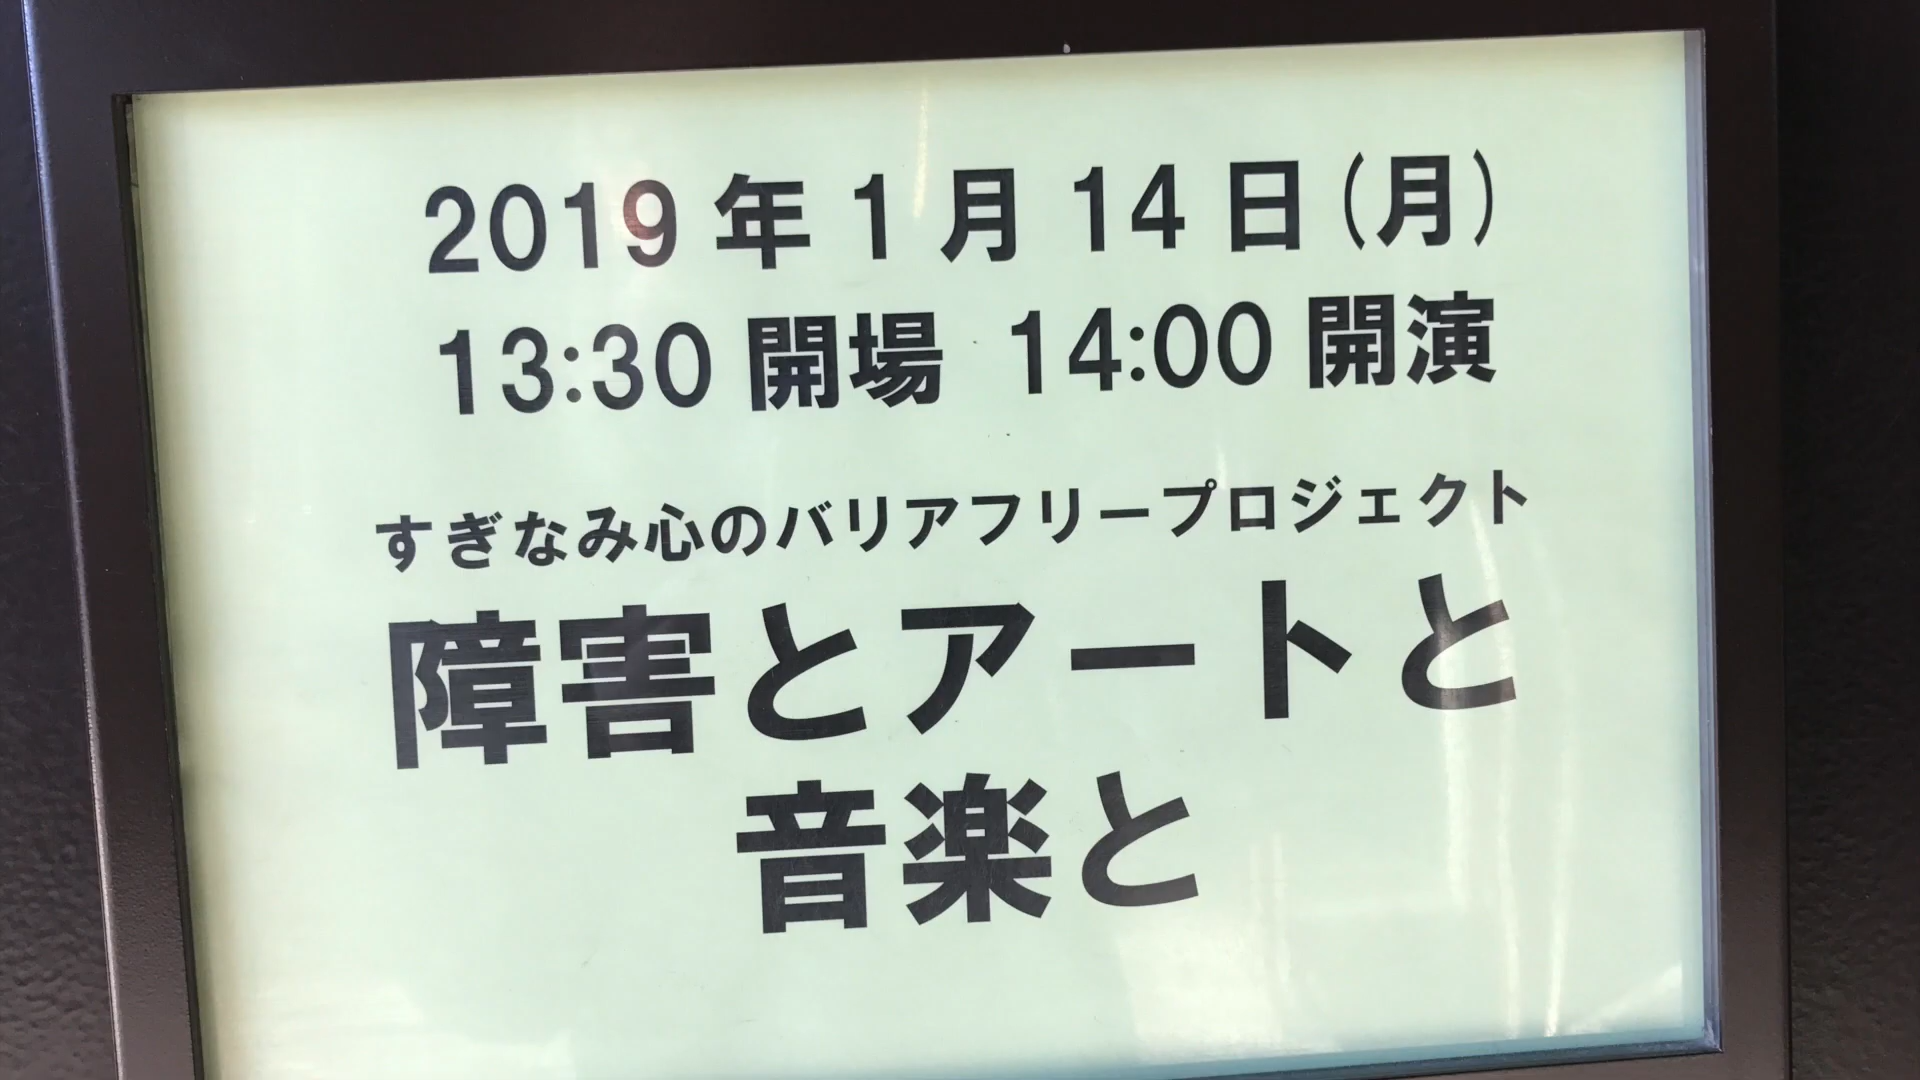 2019年1月14日(月)
13:30開場 14:00開演
すぎなみ心のバリアフリープロジェクト
障害とアートと
音楽と